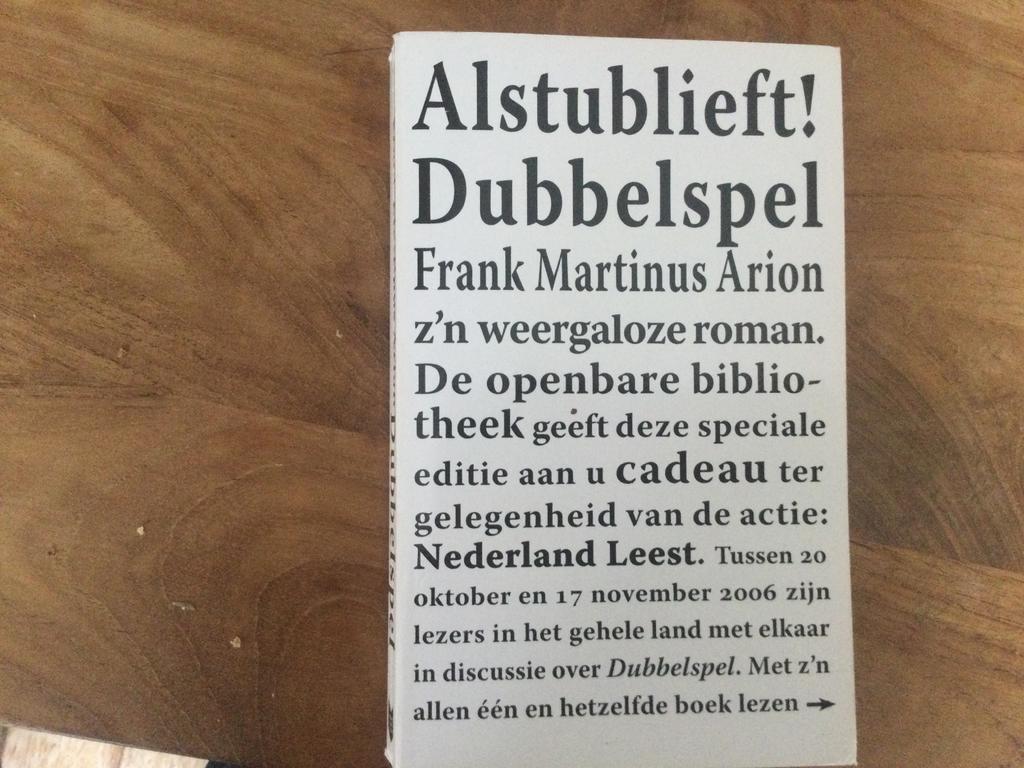 Alstublieft!
Dubbelspel
Frank Martinus Arion
z'n weergaloze roman.
De openbare biblio-
theek geeft deze speciale
editie aan u cadeau ter
gelegenheid van de actie:
Nederland Leest. Tussen 20
oktober en 17 november 2006 zijn
lezers in het gehele land met elkaar
in discussie over Dubbelspel. Met z'n
allen één en hetzelfde boek lezen →
Dubbelspel